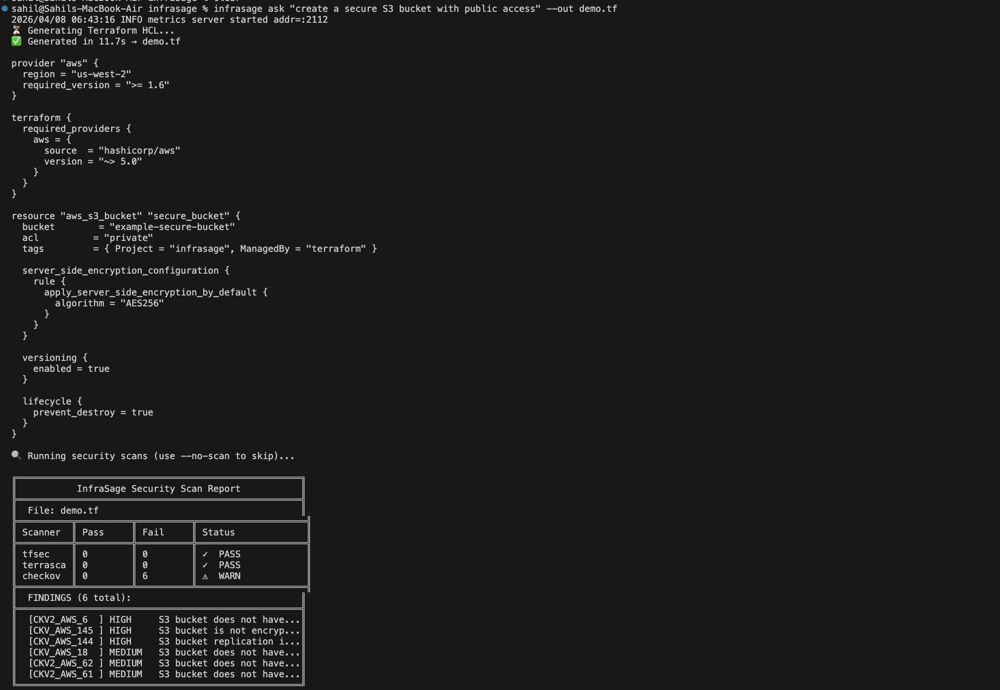 sahil@Sahils-MacBook-Air infrasage % clear
sahil@Sahils-MacBook-Air infrasage % infrasage ask "create a secure S3 bucket with public access" --out demo.tf
2026/04/08 06:43:16 INFO metrics server started addr=:2112
⏳ Generating Terraform HCL...
✅ Generated in 11.7s → demo.tf

provider "aws" {
  region = "us-west-2"
  required_version = ">= 1.6"
}

terraform {
  required_providers {
    aws = {
      source  = "hashicorp/aws"
      version = "~> 5.0"
    }
  }
}

resource "aws_s3_bucket" "secure_bucket" {
  bucket        = "example-secure-bucket"
  acl          = "private"
  tags         = { Project = "infrasage", ManagedBy = "terraform" }

  server_side_encryption_configuration {
    rule {
      apply_server_side_encryption_by_default {
        algorithm = "AES256"
      }
    }
  }

  versioning {
    enabled = true
  }

  lifecycle {
    prevent_destroy = true
  }
}

🔍 Running security scans (use --no-scan to skip)...

InfraSage Security Scan Report
File: demo.tf
Scanner Pass Fail Status
tfsec 0 0 ✓ PASS
terrasca 0 0 ✓ PASS
checkov 0 6 ⚠ WARN
FINDINGS (6 total):
[CKV2_AWS_6  ] HIGH     S3 bucket does not have...
[CKV_AWS_145 ] HIGH     S3 bucket is not encryp...
[CKV_AWS_144 ] HIGH     S3 bucket replication i...
[CKV_AWS_18  ] MEDIUM   S3 bucket does not have...
[CKV2_AWS_62 ] MEDIUM   S3 bucket does not have...
[CKV2_AWS_61 ] MEDIUM   S3 bucket does not have...